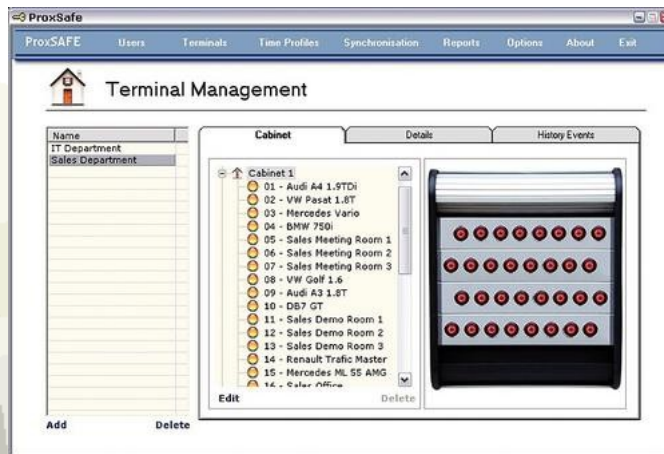 ProxSafe
ProxSAFE Users Terminals Time Profiles Synchronisation Reports Options About Exit
Terminal Management
Name
IT Department
Sales Department
Add Delete
Cabinet Details History Events
Cabinet 1
01 - Audi A4 1.9TDi
02 - VW Pasat 1.8T
03 - Mercedes Vario
04 - BMW 750i
05 - Sales Meeting Room 1
06 - Sales Meeting Room 2
07 - Sales Meeting Room 3
08 - VW Golf 1.6
09 - Audi A3 1.8T
10 - DB7 GT
11 - Sales Demo Room 1
12 - Sales Demo Room 2
13 - Sales Demo Room 3
14 - Renault Trafic Master
15 - Mercedes ML 55 AMG
16 - Sales Office
Edit Delete